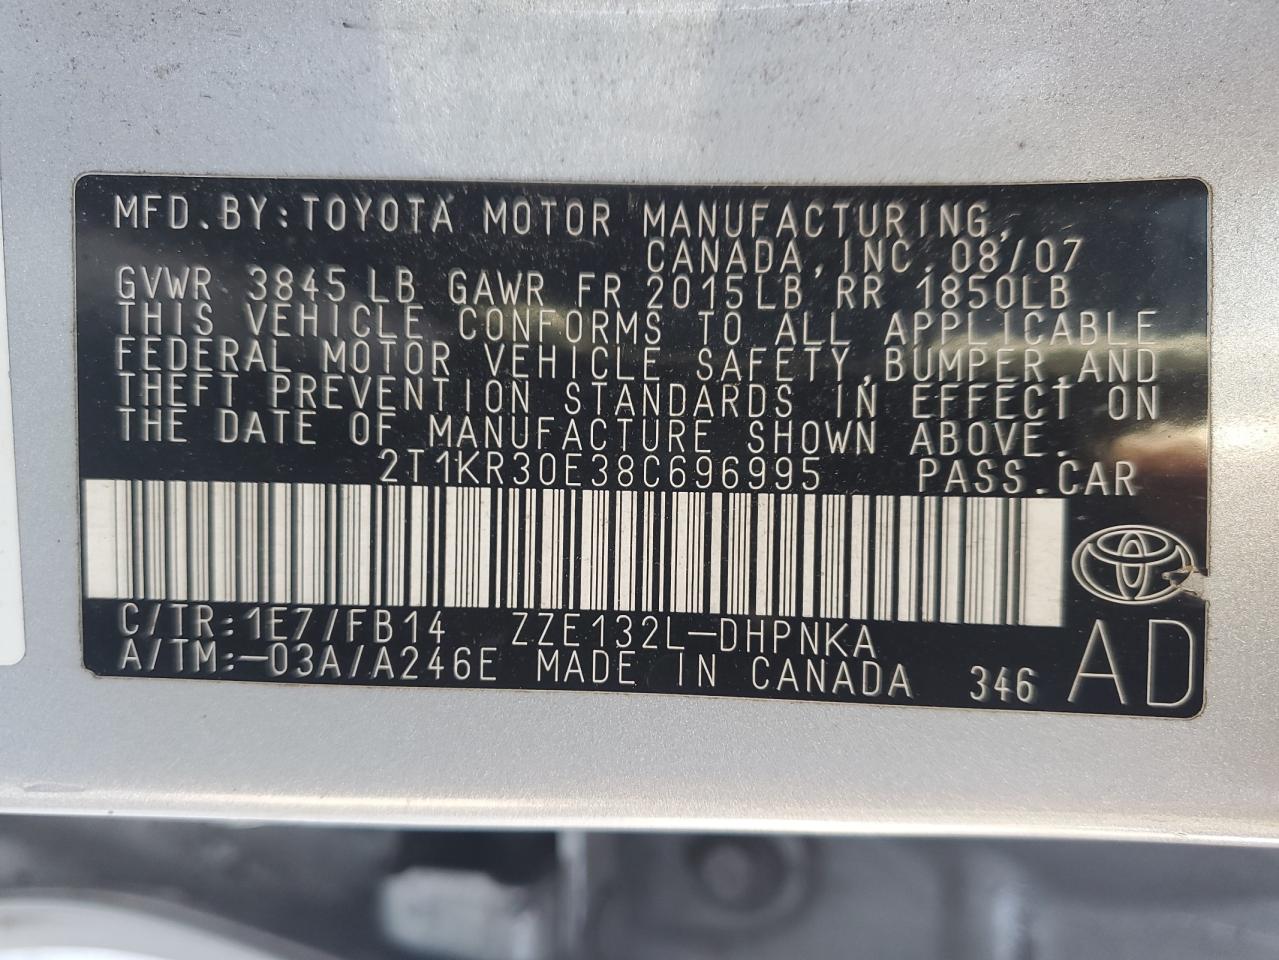 MFD.BY:TOYOTA MOTOR MANUFACTURING,
CANADA,INC.08/07
GVWR 3845LB GAWR FR 2015LB RR 1850LB
THIS VEHICLE CONFORMS TO ALL APPLICABLE
FEDERAL MOTOR VEHICLE SAFETY,BUMPER,AND
THEFT PREVENTION STANDARDS IN EFFECT ON
THE DATE OF MANUFACTURE SHOWN ABOVE.
2T1KR30E38C696995 PASS.CAR
C/TR:1E7/FB14 ZZE132L-DHPNKA
A/TM:-03A/A246E MADE IN CANADA 346 AD